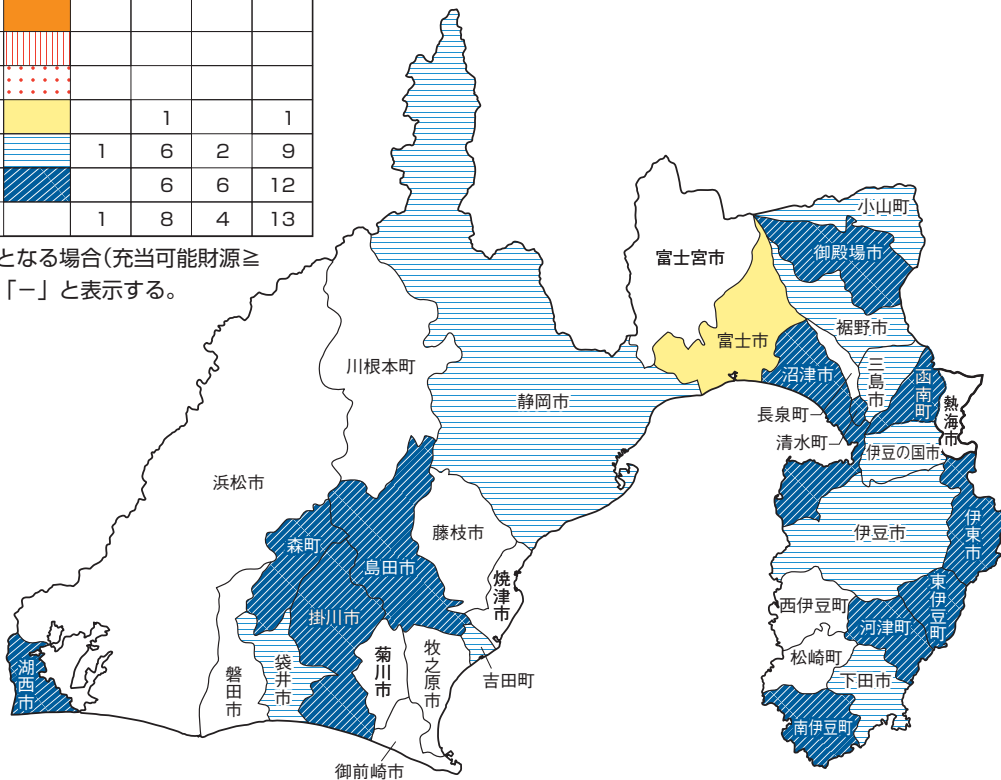 1 1
1 6 2 9
6 6 12
1 8 4 13
となる場合(充当可能財源≧
「－」と表示する。
小山町
御殿場市
富士宮市
裾野市
富士市
三島市
函南町
沼津市
川根本町
静岡市
熱海市
長泉町
清水町
伊豆の国市
浜松市
藤枝市
伊豆市
伊東市
森町
島田市
焼津市
東伊豆町
西伊豆町
掛川市
河津町
菊川市
牧之原市
松崎町
湖西市
袋井市
磐田市
吉田町
下田市
南伊豆町
御前崎市